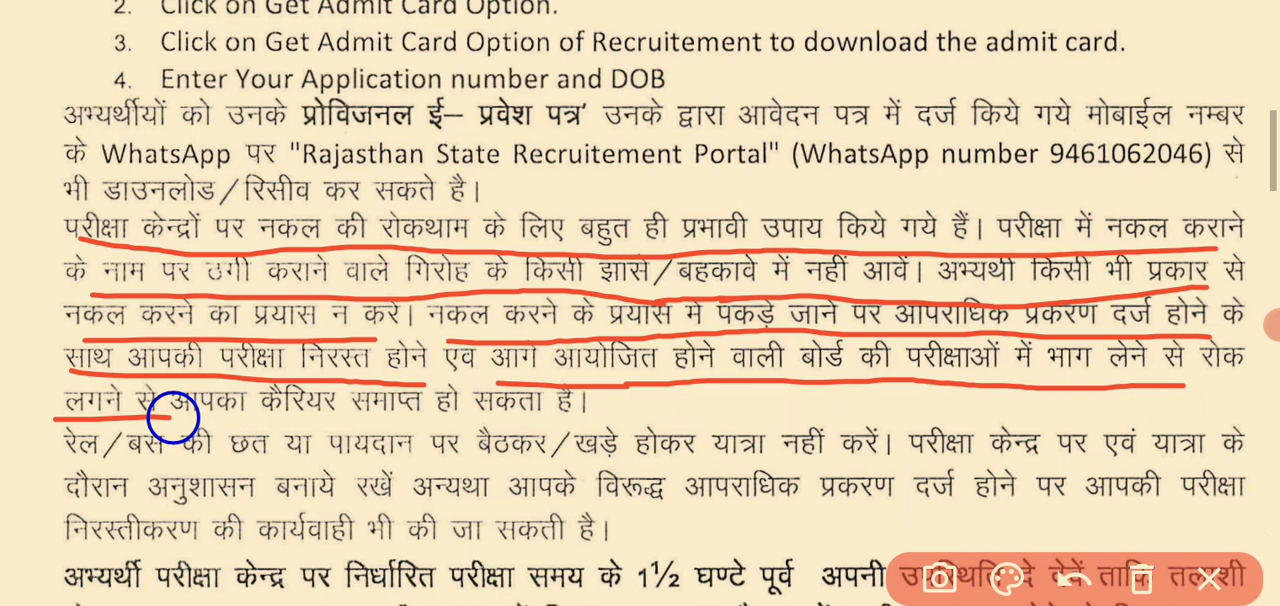 2. Click on Get Admit Card Option.
3. Click on Get Admit Card Option of Recruitement to download the admit card.
4. Enter Your Application number and DOB
अभ्यर्थीयों को उनके प्रोविजनल ई– प्रवेश पत्र’ उनके द्वारा आवेदन पत्र में दर्ज किये गये मोबाईल नम्बर
के WhatsApp पर "Rajasthan State Recruitement Portal" (WhatsApp number 9461062046) से
भी डाउनलोड/रिसीव कर सकते है।
परीक्षा केन्द्रों पर नकल की रोकथाम के लिए बहुत ही प्रभावी उपाय किये गये हैं। परीक्षा में नकल कराने
के नाम पर ठगी कराने वाले गिरोह के किसी झांसे/बहकावे में नहीं आवें। अभ्यर्थी किसी भी प्रकार से
नकल करने का प्रयास न करें। नकल करने के प्रयास में पकड़े जाने पर आपराधिक प्रकरण दर्ज होने के
साथ आपकी परीक्षा निरस्त होने एवं आगे आयोजित होने वाली बोर्ड की परीक्षाओं में भाग लेने से रोक
लगने से आपका कैरियर समाप्त हो सकता है।
रेल/बस की छत या पायदान पर बैठकर/खड़े होकर यात्रा नहीं करें। परीक्षा केन्द्र पर एवं यात्रा के
दौरान अनुशासन बनाये रखें अन्यथा आपके विरूद्ध आपराधिक प्रकरण दर्ज होने पर आपकी परीक्षा
निरस्तीकरण की कार्यवाही भी की जा सकती है।
अभ्यर्थी परीक्षा केन्द्र पर निर्धारित परीक्षा समय के 1½ घण्टे पूर्व अपनी उपस्थिति दे देवें ताकि तलाशी